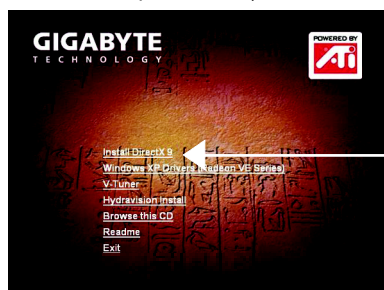 GIGABYTE
TECHNOLOGY
POWERED BY
ATi
Install DirectX 9
Windows XP Drivers (Radeon VE Series)
V-Tuner
Hydravision Install
Browse this CD
Readme
Exit